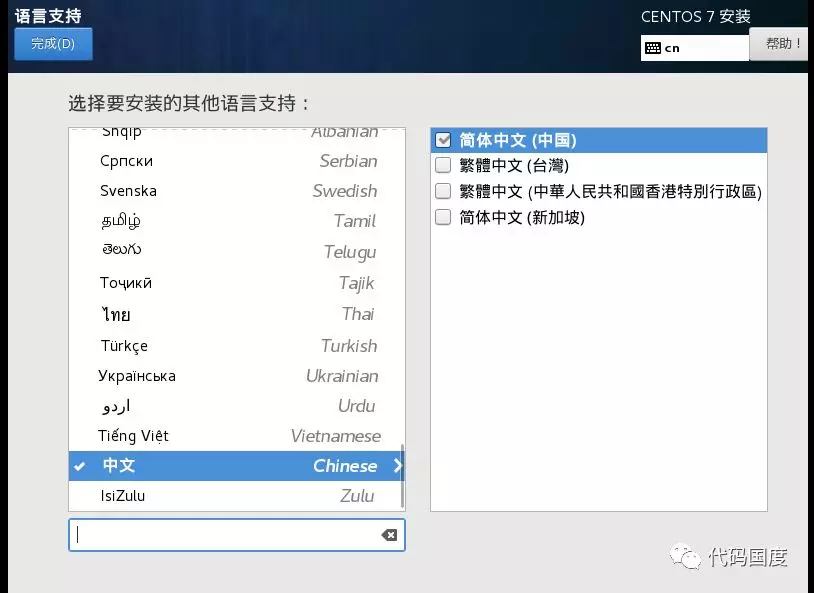 语言支持
CENTOS 7 安装
完成(D)
cn
帮助！
选择要安装的其他语言支持：
Shqip Albanian
Српски Serbian
Svenska Swedish
தமிழ் Tamil
తెలుగు Telugu
Тоҷикӣ Tajik
ไทย Thai
Türkçe Turkish
Українська Ukrainian
اردو Urdu
Tiếng Việt Vietnamese
中文 Chinese
IsiZulu Zulu
简体中文 (中国)
繁體中文 (台灣)
繁體中文 (中華人民共和國香港特別行政區)
简体中文 (新加坡)
代码国度